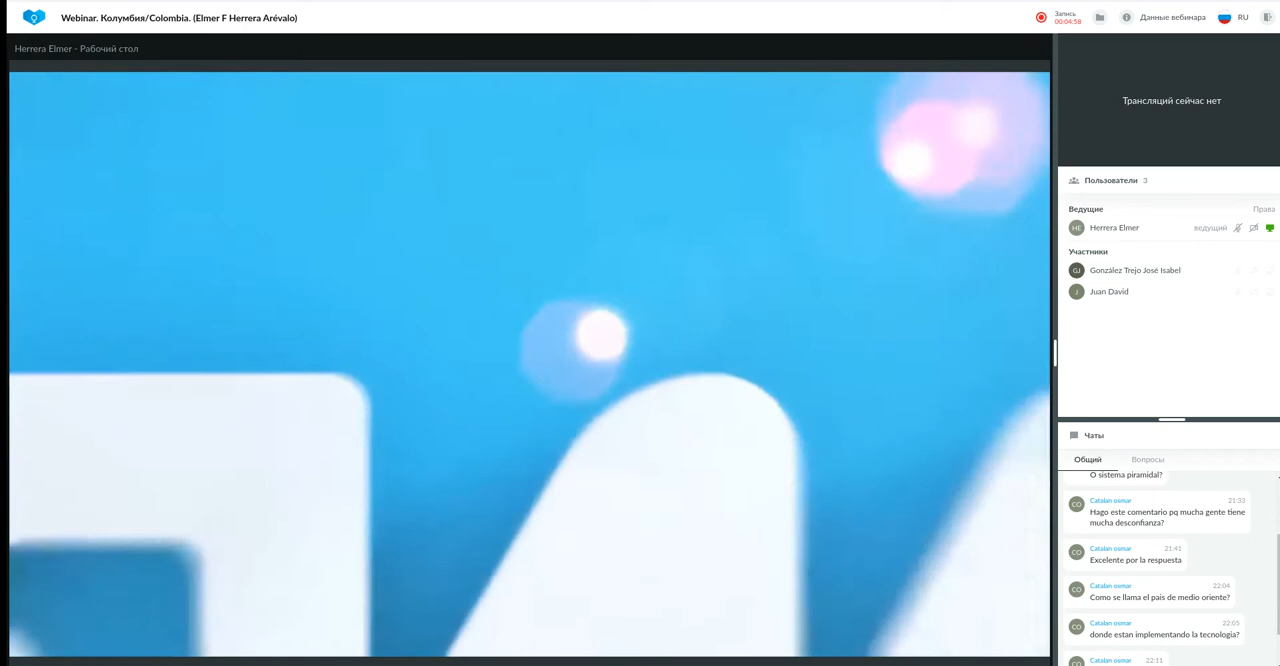 Webinar. Колумбия/Colombia. (Elmer F Herrera Arévalo)
Запись
00:04:58
Данные вебинара
RU
Herrera Elmer - Рабочий стол
Трансляций сейчас нет
Пользователи 3
Ведущие Права
HE Herrera Elmer ведущий
Участники
GJ González Trejo José Isabel
J Juan David
Чаты
Общий Вопросы
O sistema piramidal?
CO Catalan osmar 21:33
Hago este comentario pq mucha gente tiene
mucha desconfianza?
CO Catalan osmar 21:41
Excelente por la respuesta
CO Catalan osmar 22:04
Como se llama el pais de medio oriente?
CO Catalan osmar 22:05
donde estan implementando la tecnologia?
CO Catalan osmar 22:11